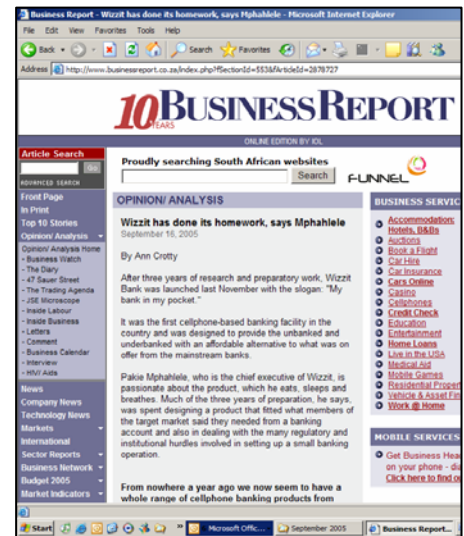 Business Report - Wizzit has done its homework, says Mphahlele - Microsoft Internet Explorer
File Edit View Favorites Tools Help
Back Search Favorites
Address http://www.businessreport.co.za/index.php?fSectionId=553&fArticleId=2878727
10 YEARS BUSINESS REPORT
ONLINE EDITION BY IOL
Article Search
Go
ADVANCED SEARCH
Front Page
In Print
Top 10 Stories
Opinion/ Analysis
Opinion/ Analysis Home
- Business Watch
- The Diary
- 47 Sauer Street
- The Trading Agenda
- JSE Microscope
- Inside Labour
- Inside Business
- Letters
- Comment
- Business Calendar
- Interview
- HIV/ Aids
News
Company News
Technology News
Markets
International
Sector Reports
Business Network
Budget 2005
Market Indicators
Proudly searching South African websites
Search
FUNNEL
OPINION/ ANALYSIS
Wizzit has done its homework, says Mphahlele
September 16, 2005
By Ann Crotty
After three years of research and preparatory work, Wizzit
Bank was launched last November with the slogan: "My
bank in my pocket."
It was the first cellphone-based banking facility in the
country and was designed to provide the unbanked and
underbanked with an affordable alternative to what was on
offer from the mainstream banks.
Pakie Mphahlele, who is the chief executive of Wizzit, is
passionate about the product, which he eats, sleeps and
breathes. Much of the three years of preparation, he says,
was spent designing a product that fitted what members of
the target market said they needed from a banking
account and also in dealing with the many regulatory and
institutional hurdles involved in setting up a small banking
operation.
From nowhere a year ago we now seem to have a
whole range of cellphone banking products from
BUSINESS SERVIC
Accommodation:
Hotels, B&Bs
Auctions
Book a Flight
Car Hire
Car Insurance
Cars Online
Casino
Cellphones
Credit Check
Education
Entertainment
Home Loans
Live in the USA
Medical Aid
Mobile Games
Residential Propert
Vehicle & Asset Fin
Work @ Home
MOBILE SERVICES
Get Business Hea
on your phone - dia
Click here to find o
Start
Microsoft Offic...
September 2005
Business Report...